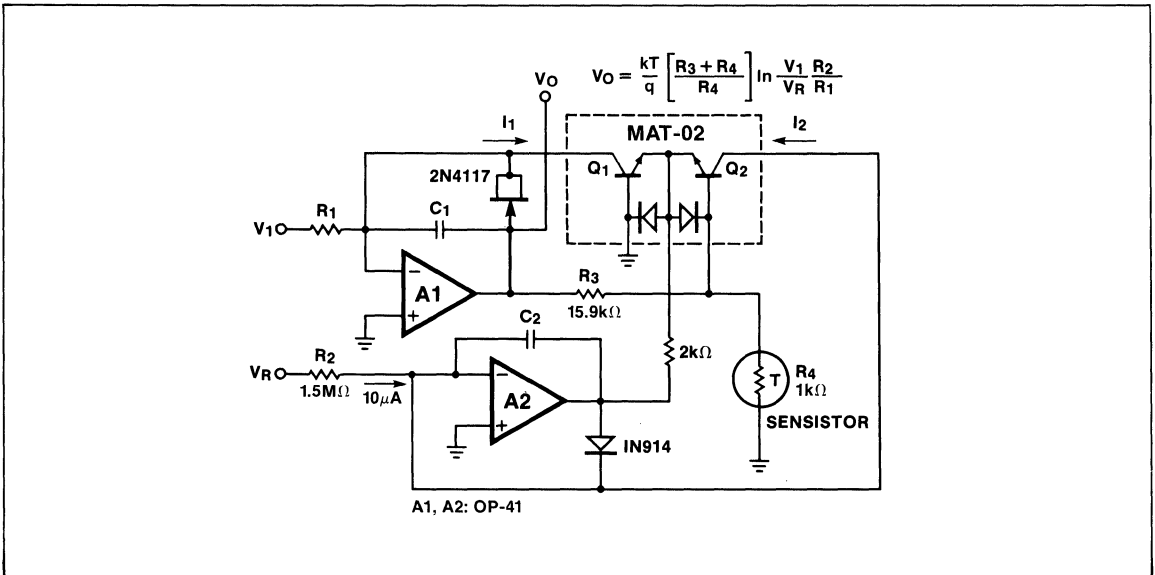 VO
VO = kT/q [R3 + R4 / R4] ln V1/VR R2/R1
I1
MAT-02
I2
2N4117
Q1
Q2
R1
C1
V1
−
A1
+
R3
15.9kΩ
C2
R2
VR
1.5MΩ
10μA
−
A2
+
2kΩ
T
R4
1kΩ
SENSISTOR
IN914
A1, A2: OP-41